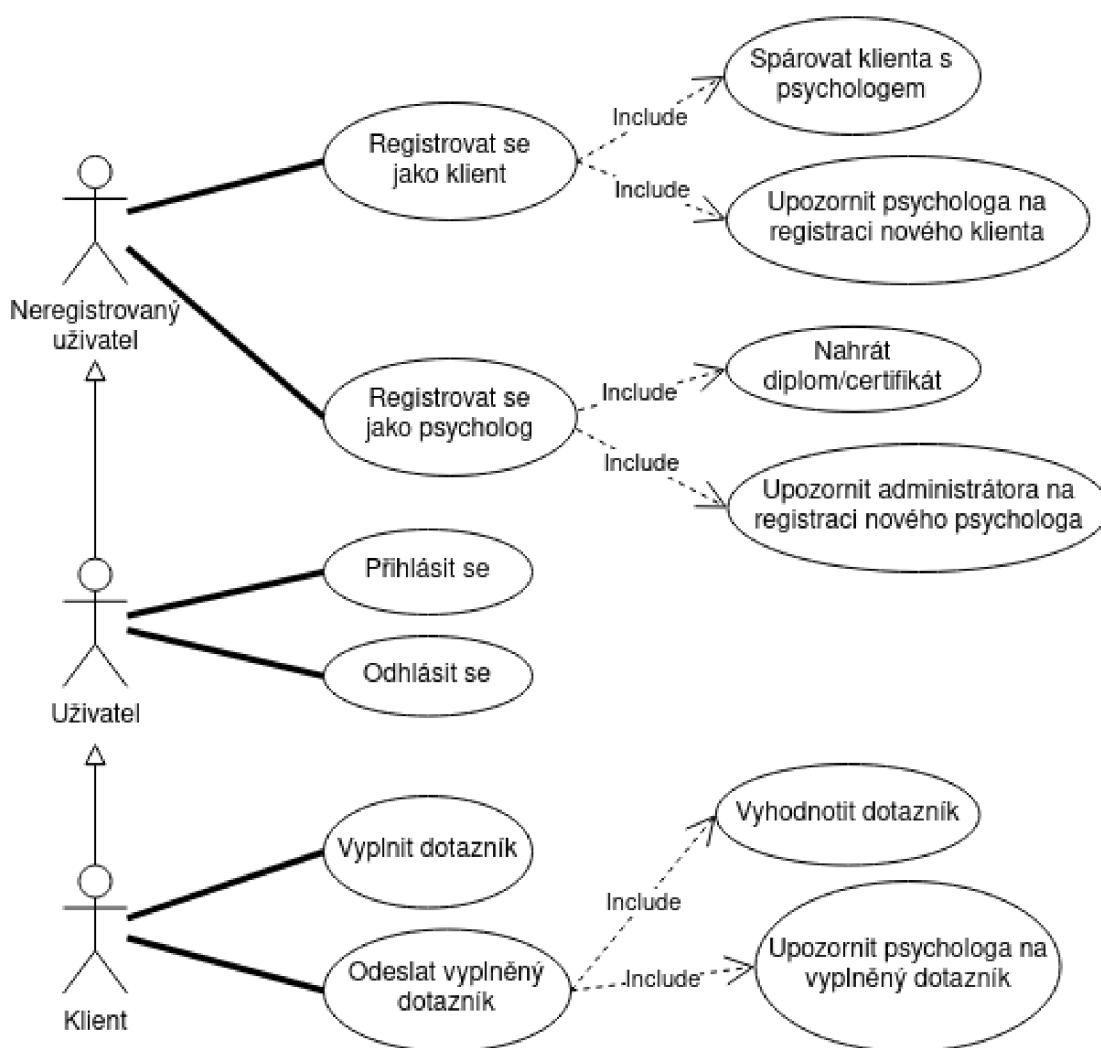 Spárovat klienta s
psychologem
Include
Registrovat se
jako klient
Include
Upozornit psychologa na
registraci nového klienta
Neregistrovaný
uživatel
Nahrát
diplom/certifikát
Include
Registrovat se
jako psycholog
Include
Upozornit administrátora na
registraci nového psychologa
Přihlásit se
Odhlásit se
Uživatel
Vyhodnotit dotazník
Vyplnit dotazník
Include
Upozornit psychologa na
vyplněný dotazník
Odeslat vyplněný
dotazník
Include
Klient